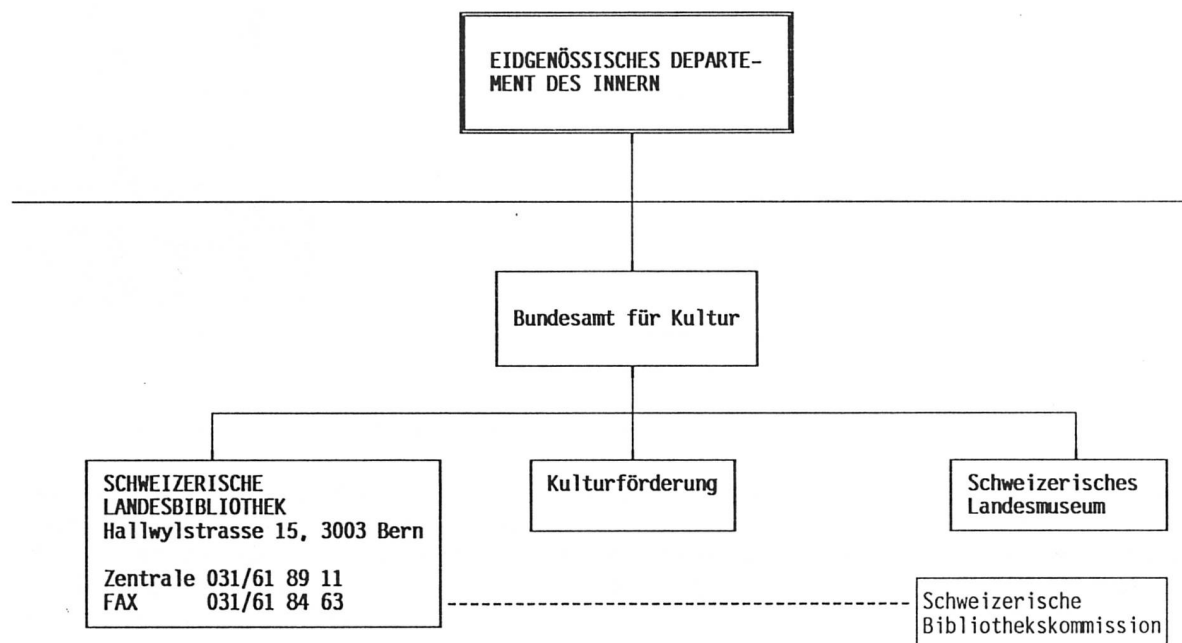 EIDGENÖSSISCHES DEPARTE-
MENT DES INNERN
Bundesamt für Kultur
SCHWEIZERISCHE
LANDESBIBLIOTHEK
Hallwylstrasse 15, 3003 Bern
Zentrale 031/61 89 11
FAX 031/61 84 63
Kulturförderung
Schweizerisches
Landesmuseum
Schweizerische
Bibliothekskommission